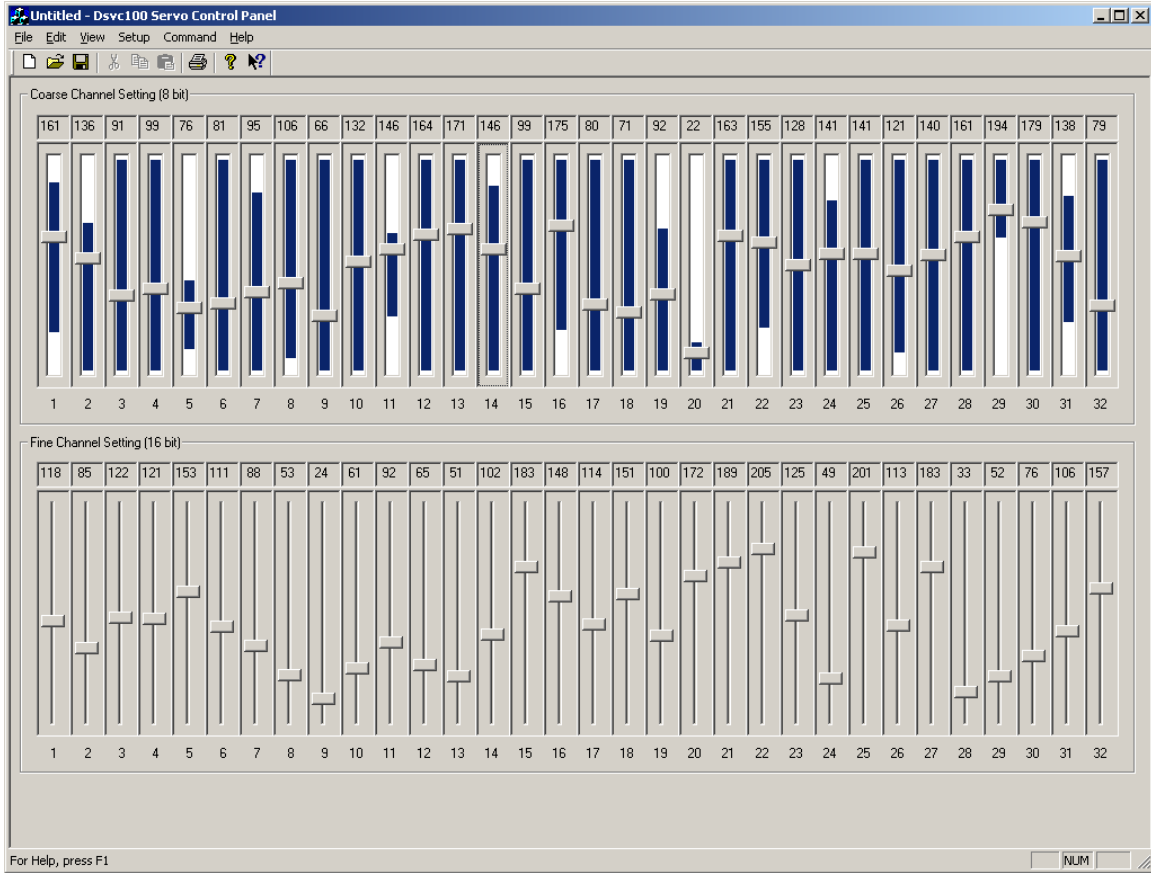 Untitled - Dsvc100 Servo Control Panel
File Edit View Setup Command Help
Coarse Channel Setting (8 bit)
161 136 91 99 76 81 95 106 66 132 146 164 171 146 99 175 80 71 92 22 163 155 128 141 141 121 140 161 194 179 138 79
1 2 3 4 5 6 7 8 9 10 11 12 13 14 15 16 17 18 19 20 21 22 23 24 25 26 27 28 29 30 31 32
Fine Channel Setting (16 bit)
118 85 122 121 153 111 88 53 24 61 92 65 51 102 183 148 114 151 100 172 189 205 125 49 201 113 183 33 52 76 106 157
1 2 3 4 5 6 7 8 9 10 11 12 13 14 15 16 17 18 19 20 21 22 23 24 25 26 27 28 29 30 31 32
For Help, press F1
NUM